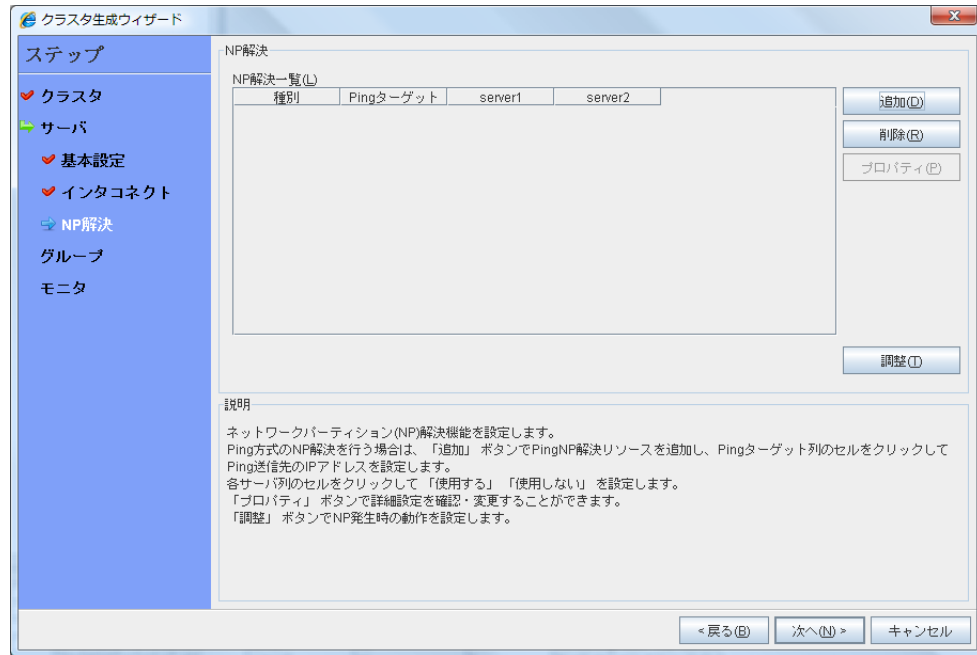 クラスタ生成ウィザード
ステップ
クラスタ
サーバ
基本設定
インタコネクト
NP解決
グループ
モニタ
NP解決
NP解決一覧(L)
種別 Pingターゲット server1 server2
追加(D)
削除(R)
プロパティ(P)
調整(T)
説明
ネットワークパーティション(NP)解決機能を設定します。
Ping方式のNP解決を行う場合は、「追加」 ボタンでPingNP解決リソースを追加し、Pingターゲット列のセルをクリックして
Ping送信先のIPアドレスを設定します。
各サーバ列のセルをクリックして 「使用する」 「使用しない」 を設定します。
「プロパティ」 ボタンで詳細設定を確認・変更することができます。
「調整」 ボタンでNP発生時の動作を設定します。
<戻る(B) 次へ(N)> キャンセル